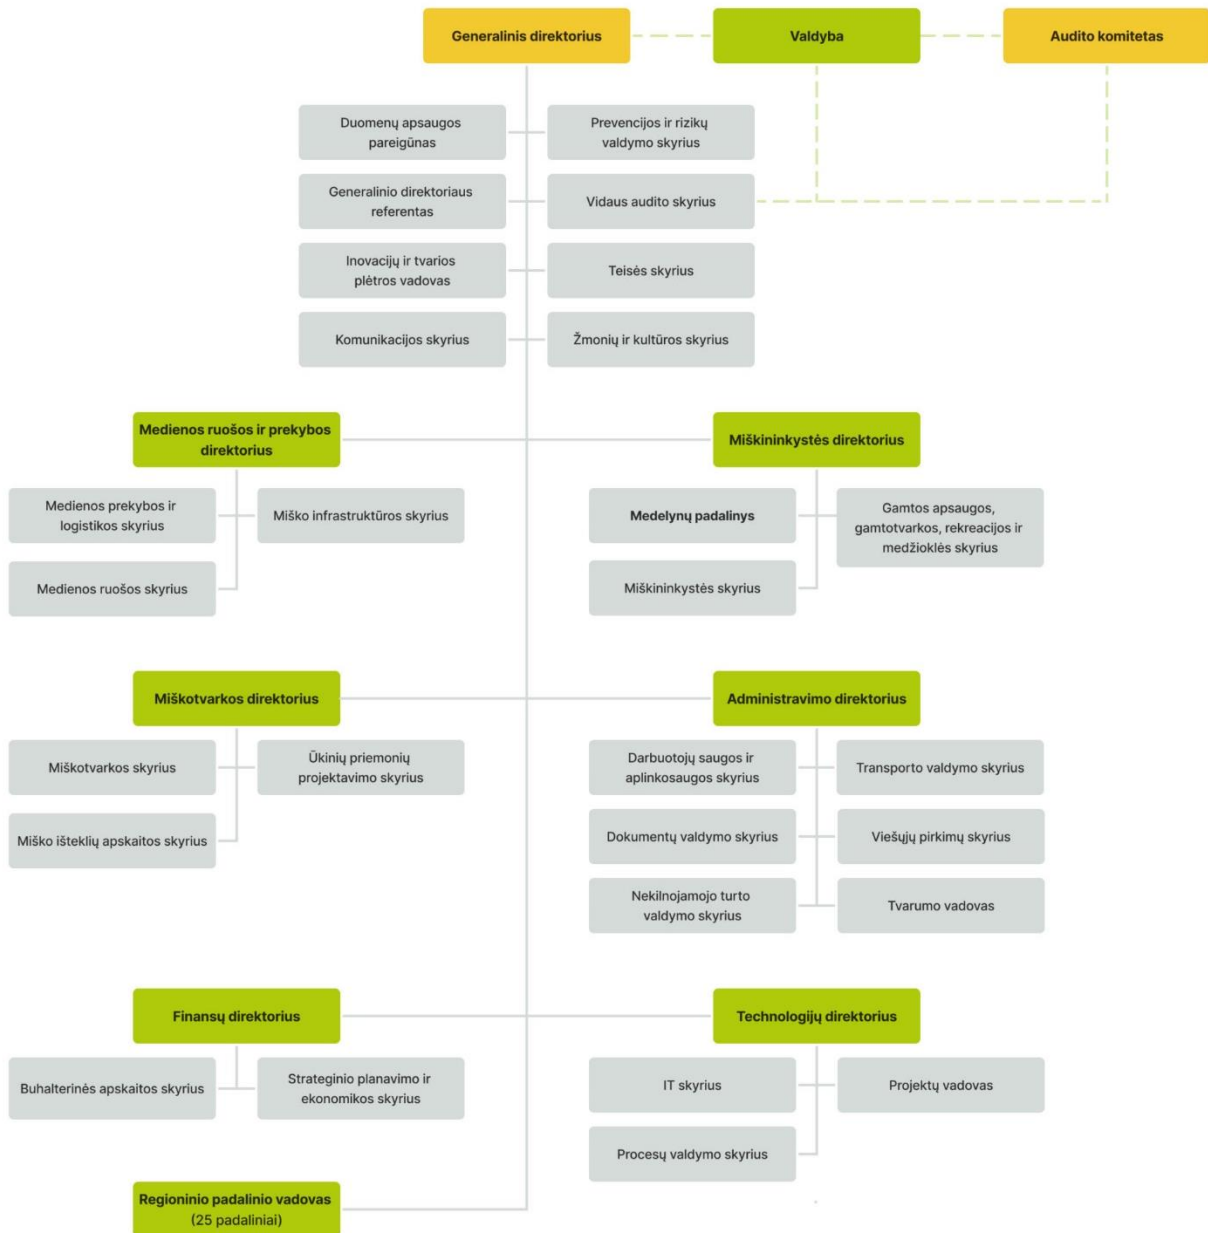 Generalinis direktorius
Valdyba
Audito komitetas
Duomenų apsaugos
pareigūnas
Prevencijos ir rizikų
valdymo skyrius
Generalinio direktoriaus
referentas
Vidaus audito skyrius
Inovacijų ir tvarios
plėtros vadovas
Teisės skyrius
Komunikacijos skyrius
Žmonių ir kultūros skyrius
Medienos ruošos ir prekybos
direktorius
Miškininkystės direktorius
Medienos prekybos ir
logistikos skyrius
Miško infrastruktūros skyrius
Medelynų padalinys
Gamtos apsaugos,
gamtotvarkos, rekreacijos ir
medžioklės skyrius
Medienos ruošos skyrius
Miškininkystės skyrius
Miškotvarkos direktorius
Administravimo direktorius
Miškotvarkos skyrius
Ūkinių priemonių
projektavimo skyrius
Darbuotojų saugos ir
aplinkosaugos skyrius
Transporto valdymo skyrius
Miško išteklių apskaitos skyrius
Dokumentų valdymo skyrius
Viešųjų pirkimų skyrius
Nekilnojamojo turto
valdymo skyrius
Tvarumo vadovas
Finansų direktorius
Technologijų direktorius
Buhalterinės apskaitos skyrius
Strateginio planavimo ir
ekonomikos skyrius
IT skyrius
Projektų vadovas
Procesų valdymo skyrius
Regioninio padalinio vadovas
(25 padaliniai)